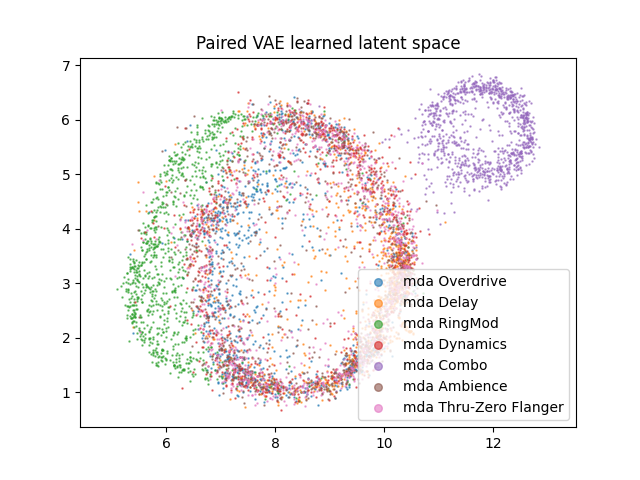 Paired VAE learned latent space
7
6
5
4
3
2
1
6 8 10 12
mda Overdrive
mda Delay
mda RingMod
mda Dynamics
mda Combo
mda Ambience
mda Thru-Zero Flanger